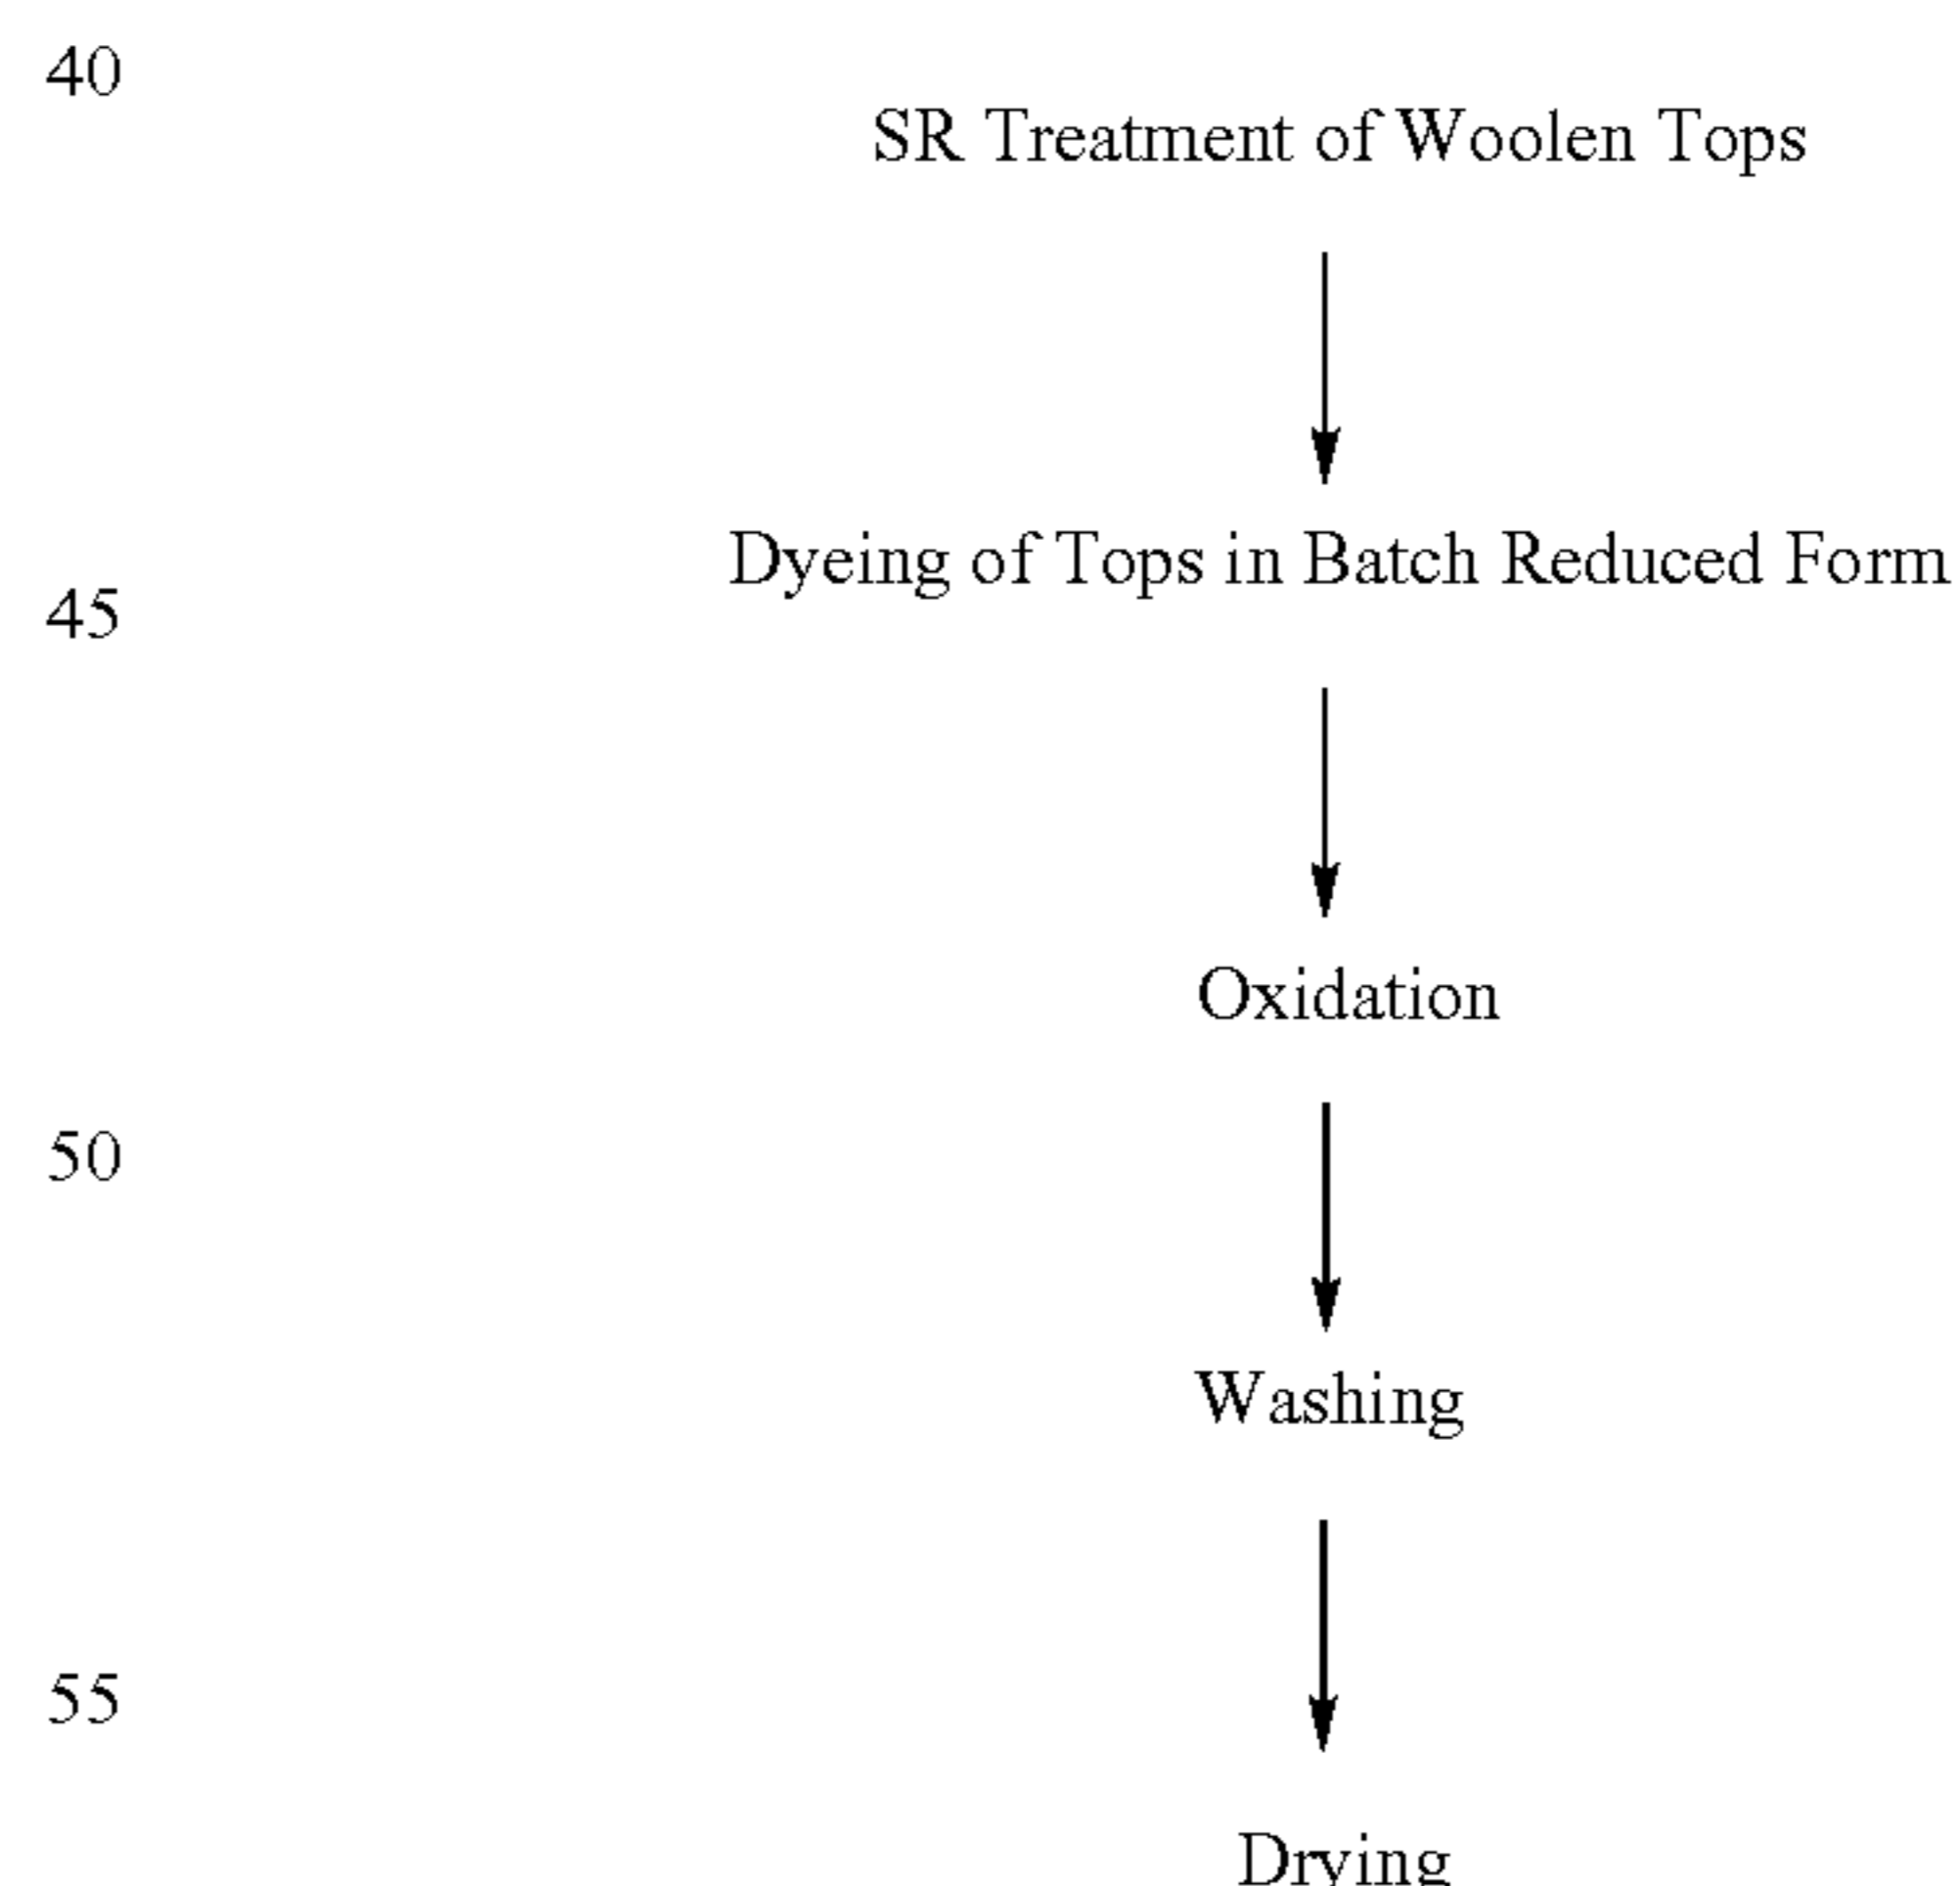 40
SR Treatment of Woolen Tops
Dyeing of Tops in Batch Reduced Form
45
Oxidation
50
Washing
55
Drying